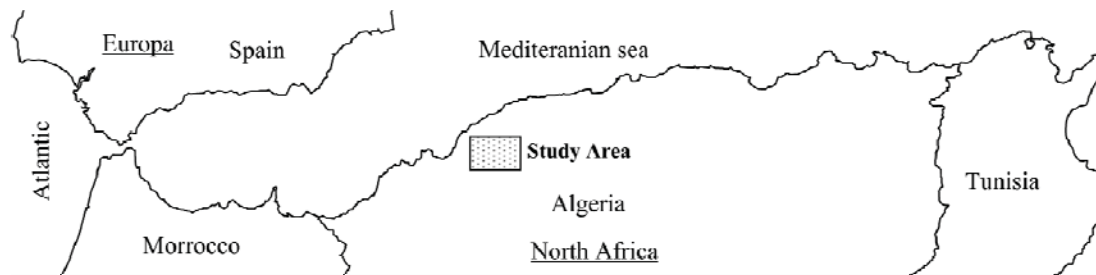 Europa
Spain
Mediteranian sea
Atlantic
Study Area
Tunisia
Algeria
Morrocco
North Africa